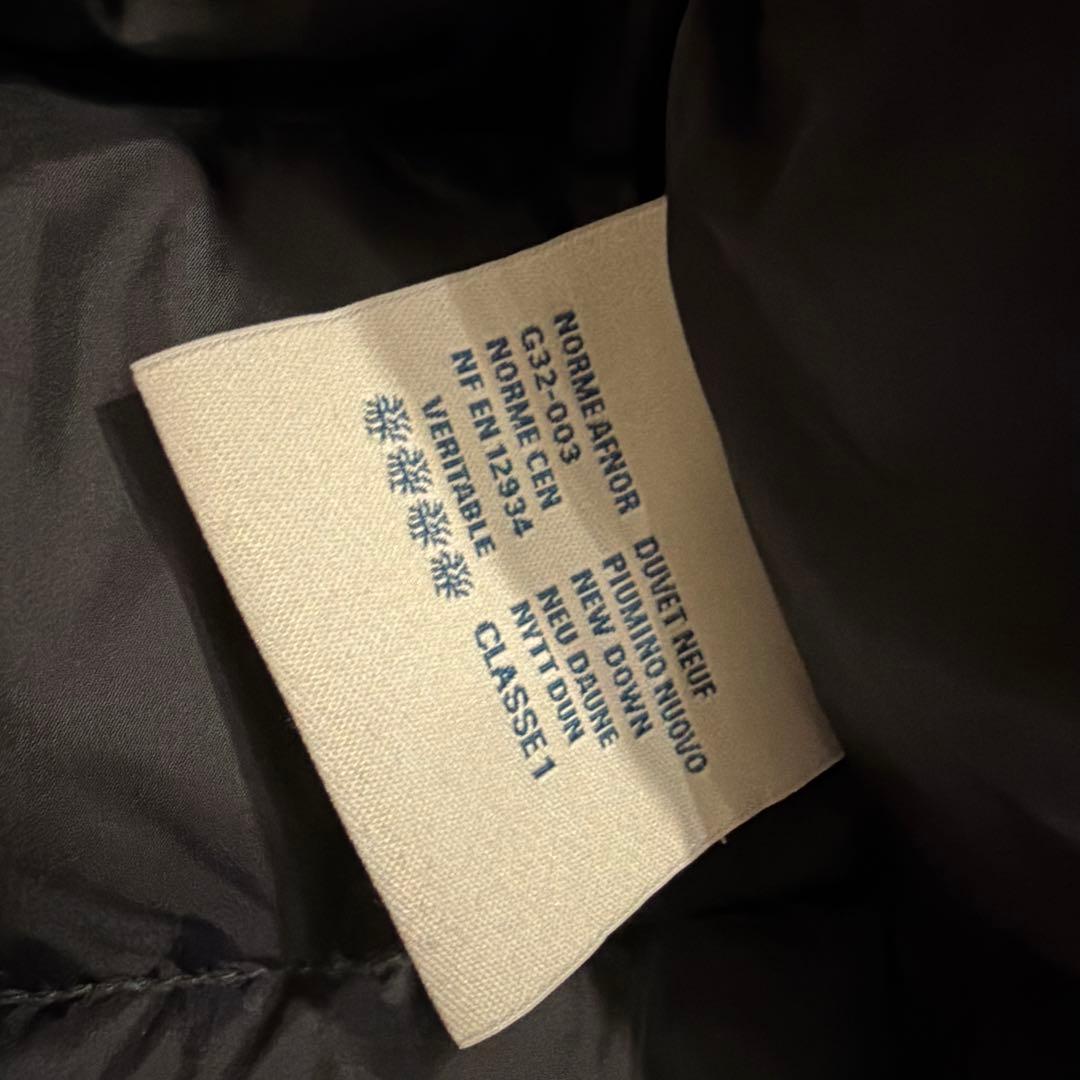 NORME AFNOR
G32-003
NORME CEN
NF EN 12934
VERITABLE
DUVET NEUF
PIUMINO NUOVO
NEW DOWN
NEU DAUNE
NYTT DUN
CLASSE 1